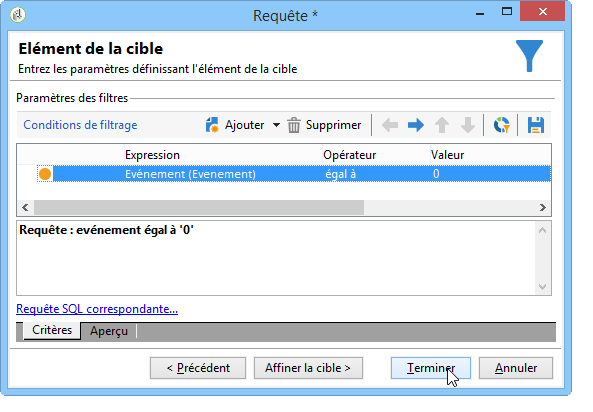 Requête *
Elément de la cible
Entrez les paramètres définissant l'élément de la cible
Paramètres des filtres
Conditions de filtrage Ajouter Supprimer
Expression Opérateur Valeur
Evénement (Evenement) égal à 0
Requête : evénement égal à '0'
Requête SQL correspondante...
Critères Aperçu
< Précédent Affiner la cible > Terminer Annuler